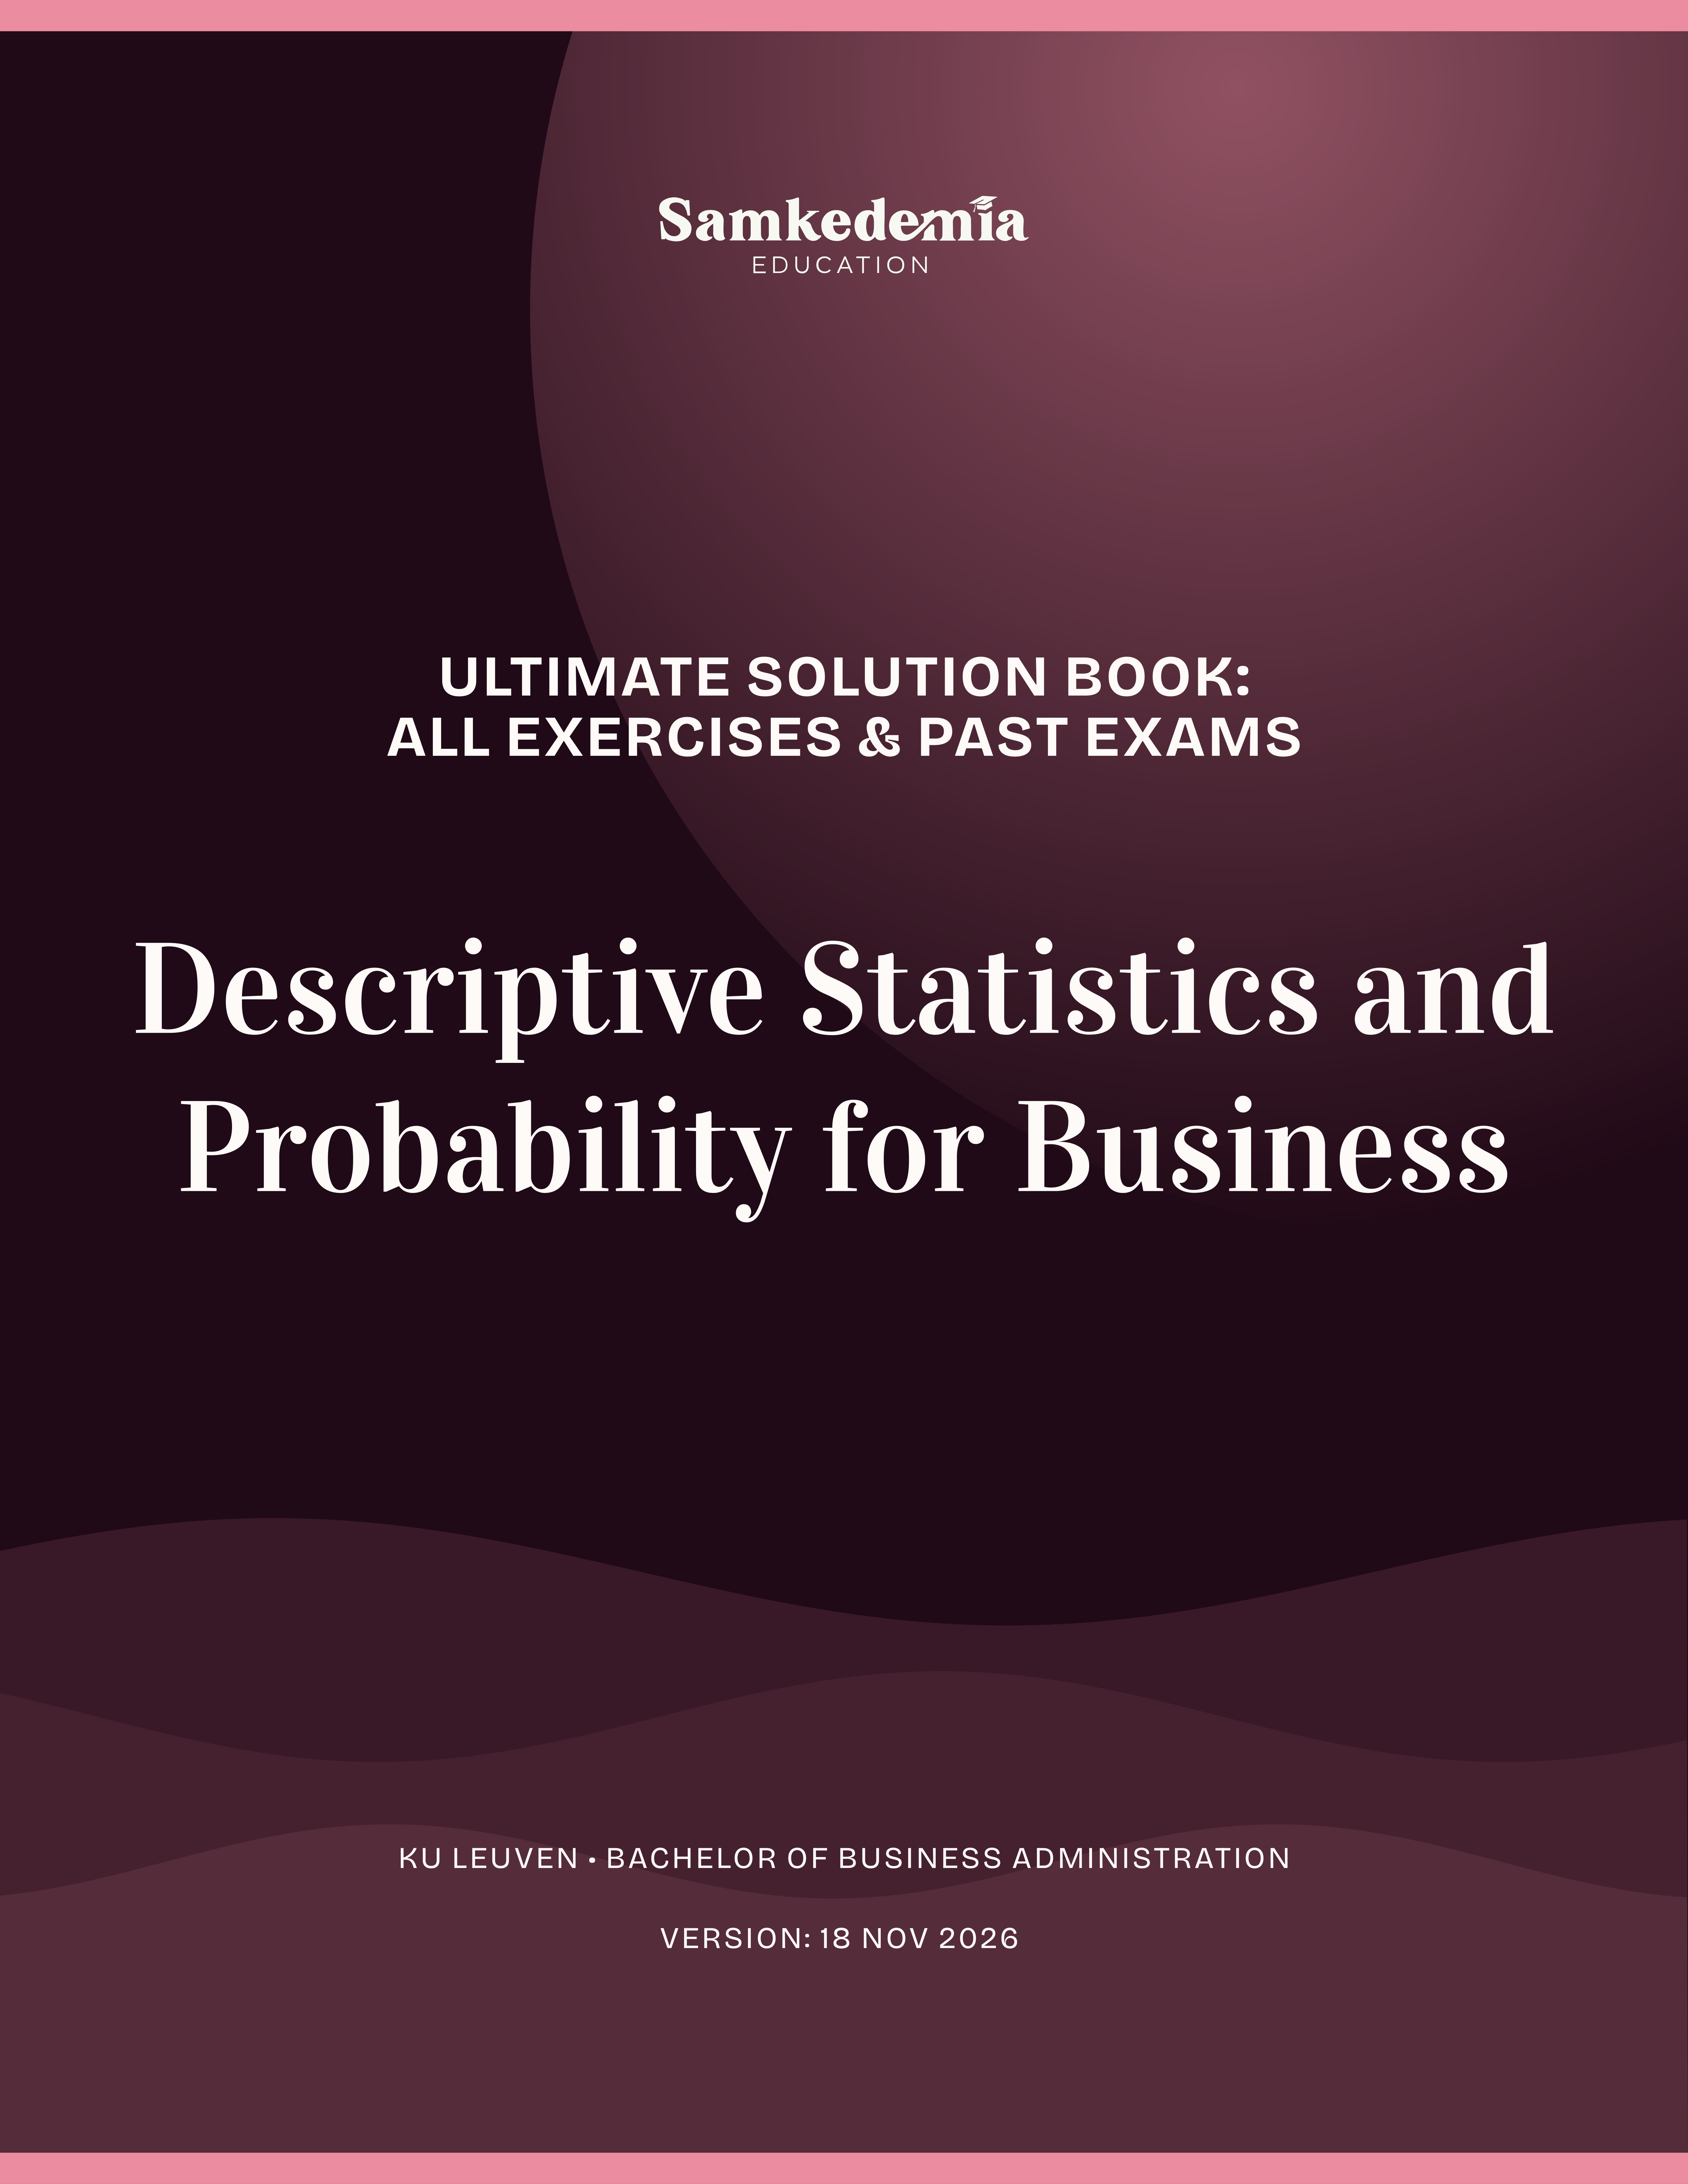 Samkedemia
EDUCATION
ULTIMATE SOLUTION BOOK:
ALL EXERCISES & PAST EXAMS
Descriptive Statistics and
Probability for Business
KU LEUVEN • BACHELOR OF BUSINESS ADMINISTRATION
VERSION: 18 NOV 2026